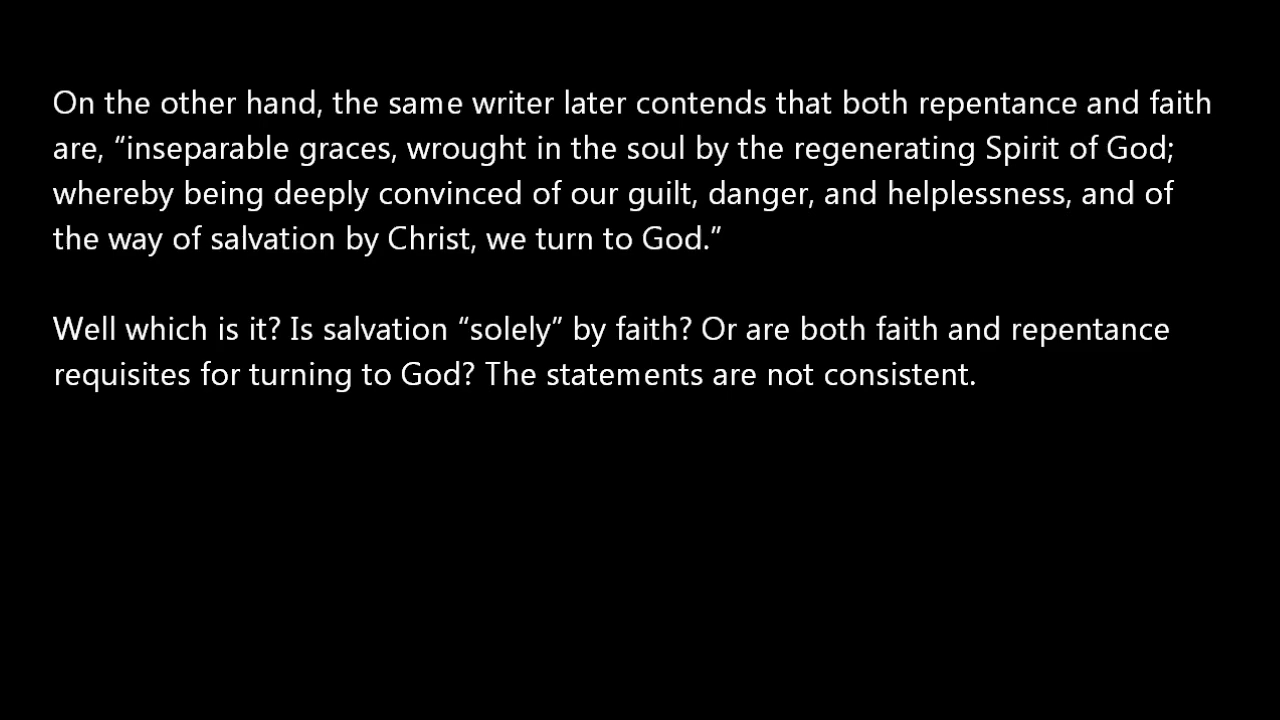 On the other hand, the same writer later contends that both repentance and faith
are, “inseparable graces, wrought in the soul by the regenerating Spirit of God;
whereby being deeply convinced of our guilt, danger, and helplessness, and of
the way of salvation by Christ, we turn to God.”
Well which is it? Is salvation “solely” by faith? Or are both faith and repentance
requisites for turning to God? The statements are not consistent.